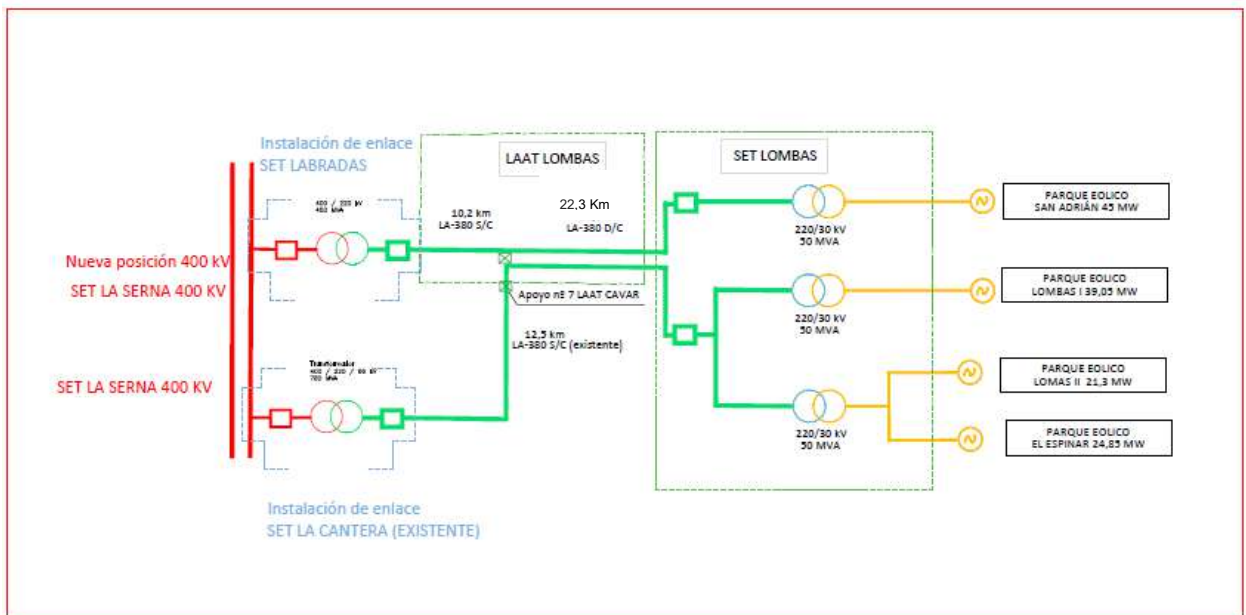 Instalación de enlace
SET LABRADAS
400 / 220 kV
LAAT LOMBAS
10,2 km
LA-380 S/C
22,3 Km
LA-380 D/C
Nueva posición 400 kV
SET LA SERNA 400 KV
Apoyo nº 7 LAAT CAVAR
12,5 km
LA-380 S/C (existente)
SET LA SERNA 400 KV
Transformador
Instalación de enlace
SET LA CANTERA (EXISTENTE)
SET LOMBAS
220/30 kV
50 MVA
220/30 kV
50 MVA
220/30 kV
50 MVA
PARQUE EOLICO
SAN ADRIÁN 45 MW
PARQUE EOLICO
LOMBAS I 39,05 MW
PARQUE EOLICO
LOMAS II 21,3 MW
PARQUE EOLICO
EL ESPINAR 24,85 MW